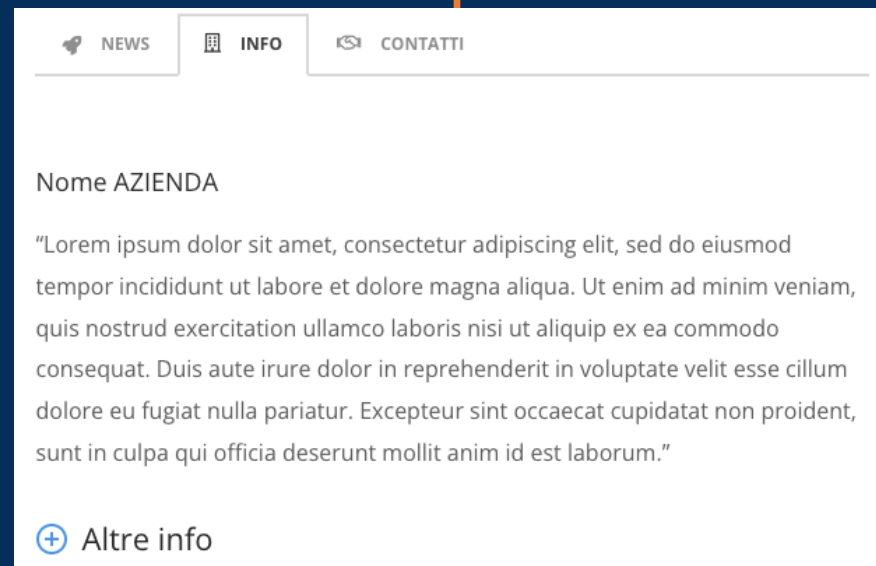 NEWS INFO CONTATTI
Nome AZIENDA
“Lorem ipsum dolor sit amet, consectetur adipiscing elit, sed do eiusmod
tempor incididunt ut labore et dolore magna aliqua. Ut enim ad minim veniam,
quis nostrud exercitation ullamco laboris nisi ut aliquip ex ea commodo
consequat. Duis aute irure dolor in reprehenderit in voluptate velit esse cillum
dolore eu fugiat nulla pariatur. Excepteur sint occaecat cupidatat non proident,
sunt in culpa qui officia deserunt mollit anim id est laborum.”
Altre info